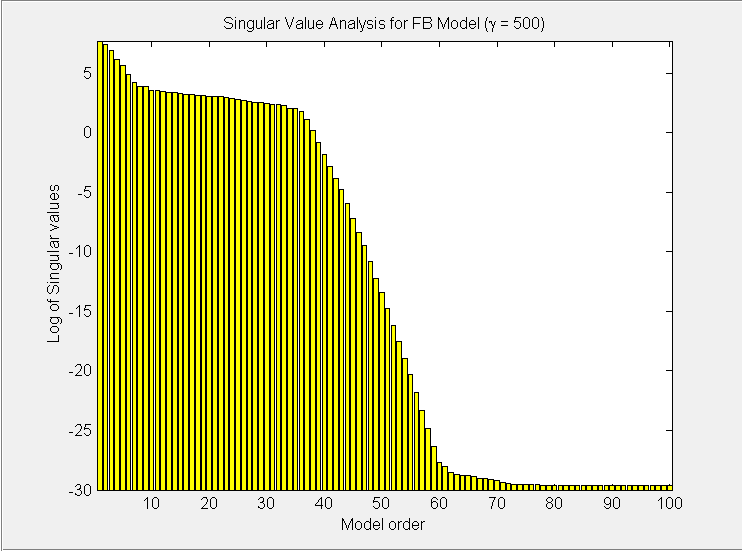 Singular Value Analysis for FB Model (γ = 500)
Log of Singular values
5
0
-5
-10
-15
-20
-25
-30
10 20 30 40 50 60 70 80 90 100
Model order